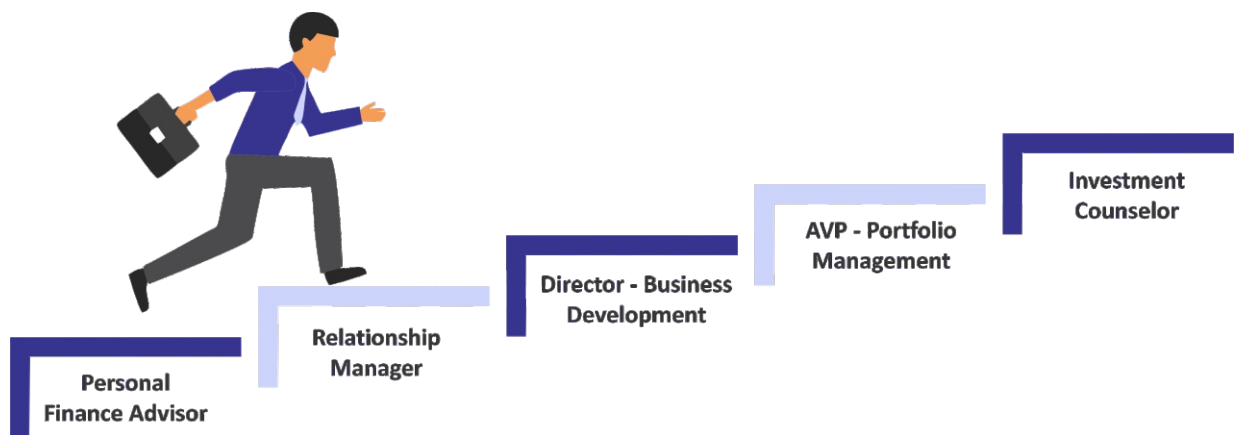 Personal
Finance Advisor
Relationship
Manager
Director - Business
Development
AVP - Portfolio
Management
Investment
Counselor